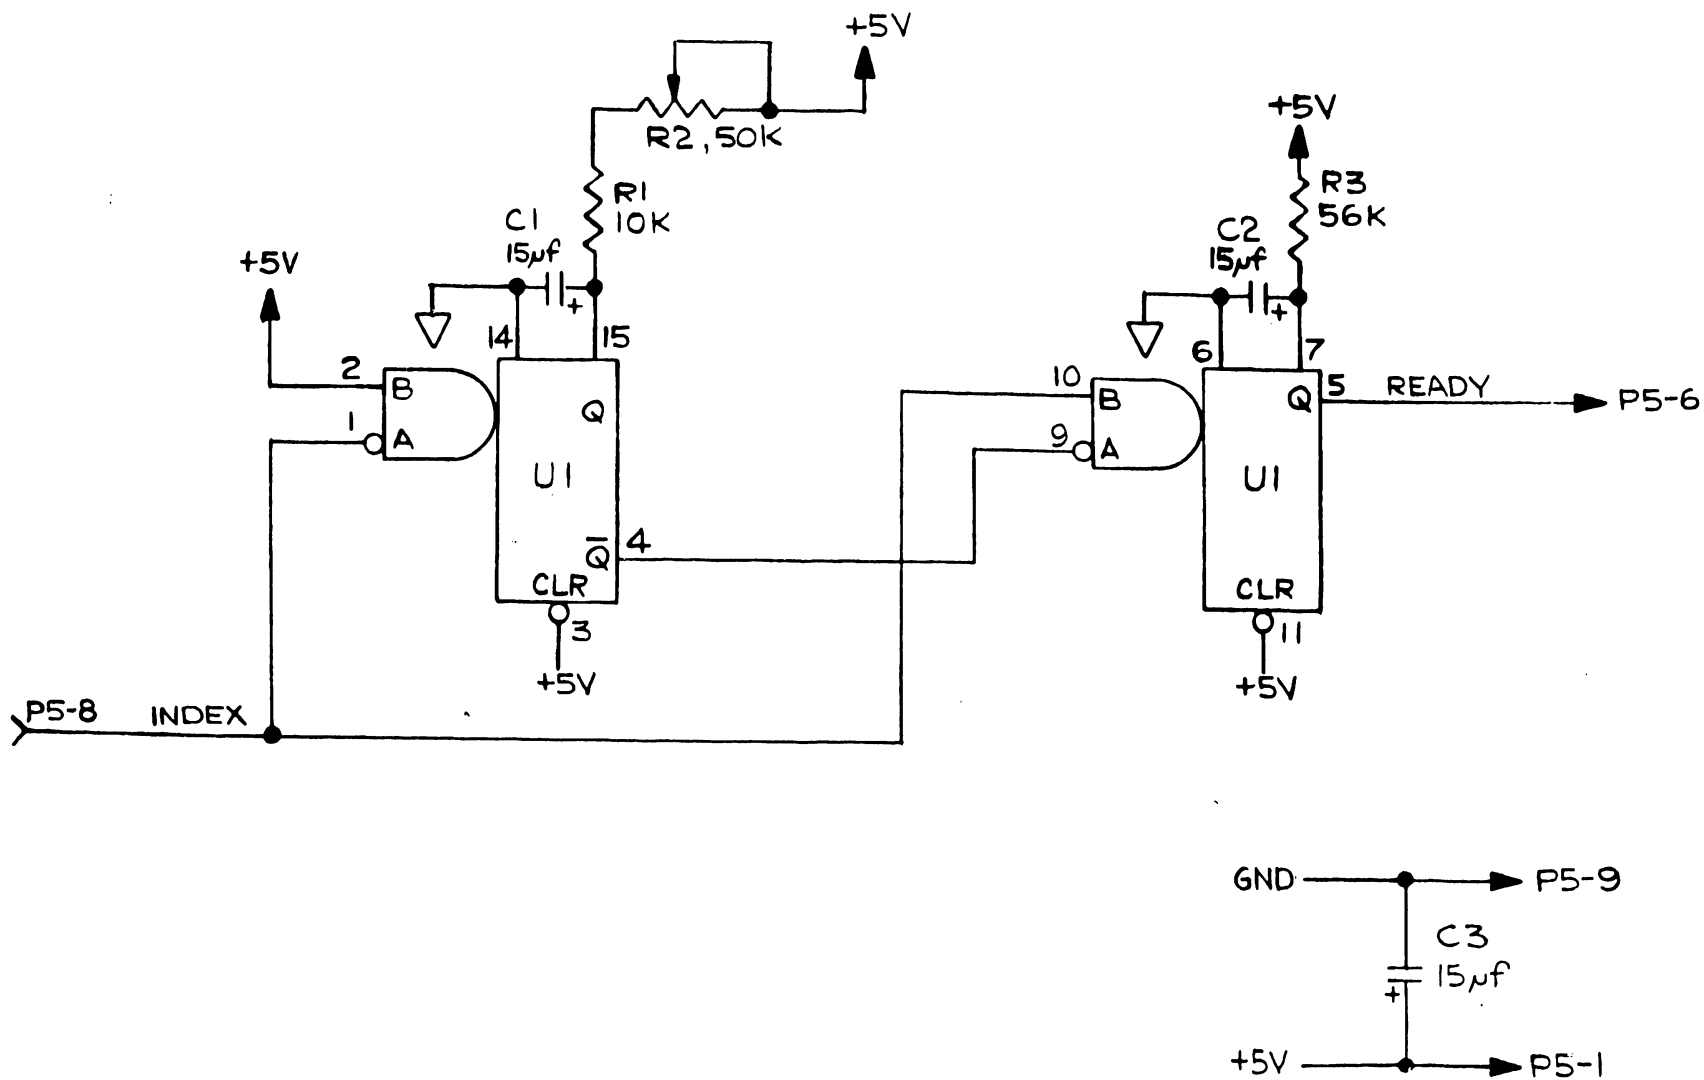 +5V
R2, 50K
+5V
R1
10K
C1
15µf
+5V
14
15
2
B
1
A
Q
U1
Q̅
4
CLR
3
+5V
P5-8
INDEX
+5V
R3
56K
C2
15µf
6
7
10
B
9
A
Q
5
READY
P5-6
U1
CLR
11
+5V
GND
P5-9
C3
15µf
+
+5V
P5-1
+
+